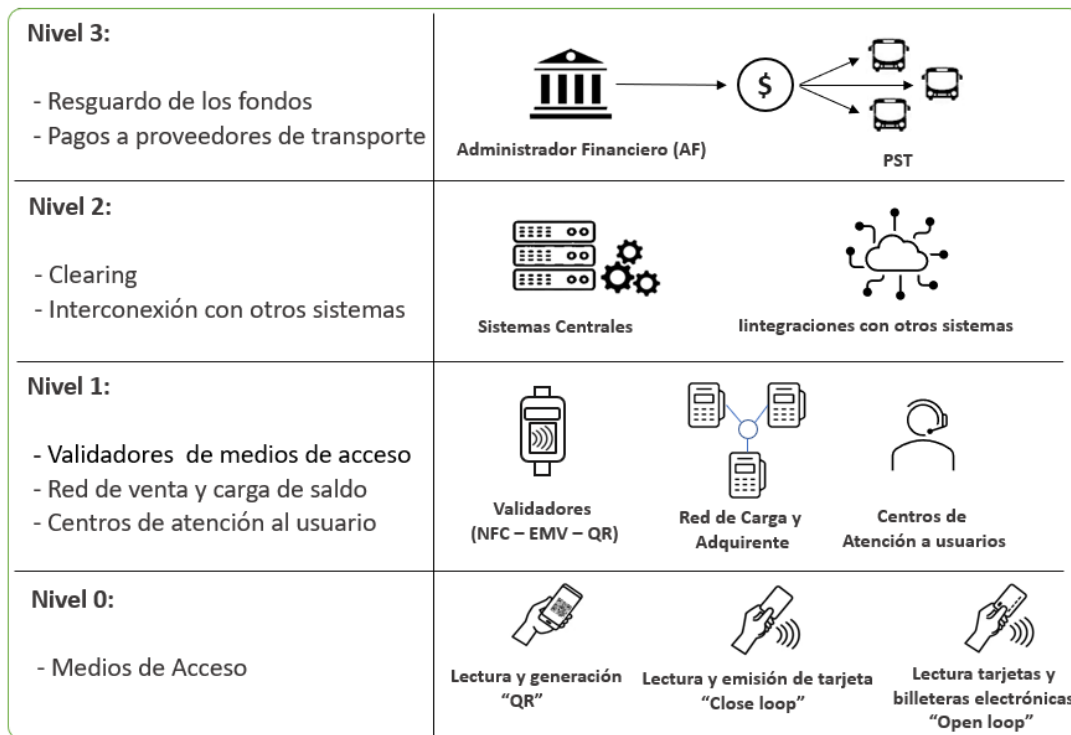 Nivel 3:
- Resguardo de los fondos
- Pagos a proveedores de transporte
$
Administrador Financiero (AF)
PST
Nivel 2:
- Clearing
- Interconexión con otros sistemas
Sistemas Centrales
Iintegraciones con otros sistemas
Nivel 1:
- Validadores de medios de acceso
- Red de venta y carga de saldo
- Centros de atención al usuario
Validadores
(NFC – EMV – QR)
Red de Carga y
Adquirente
Centros de
Atención a usuarios
Nivel 0:
- Medios de Acceso
Lectura y generación
“QR”
Lectura y emisión de tarjeta
“Close loop”
Lectura tarjetas y
billeteras electrónicas
“Open loop”